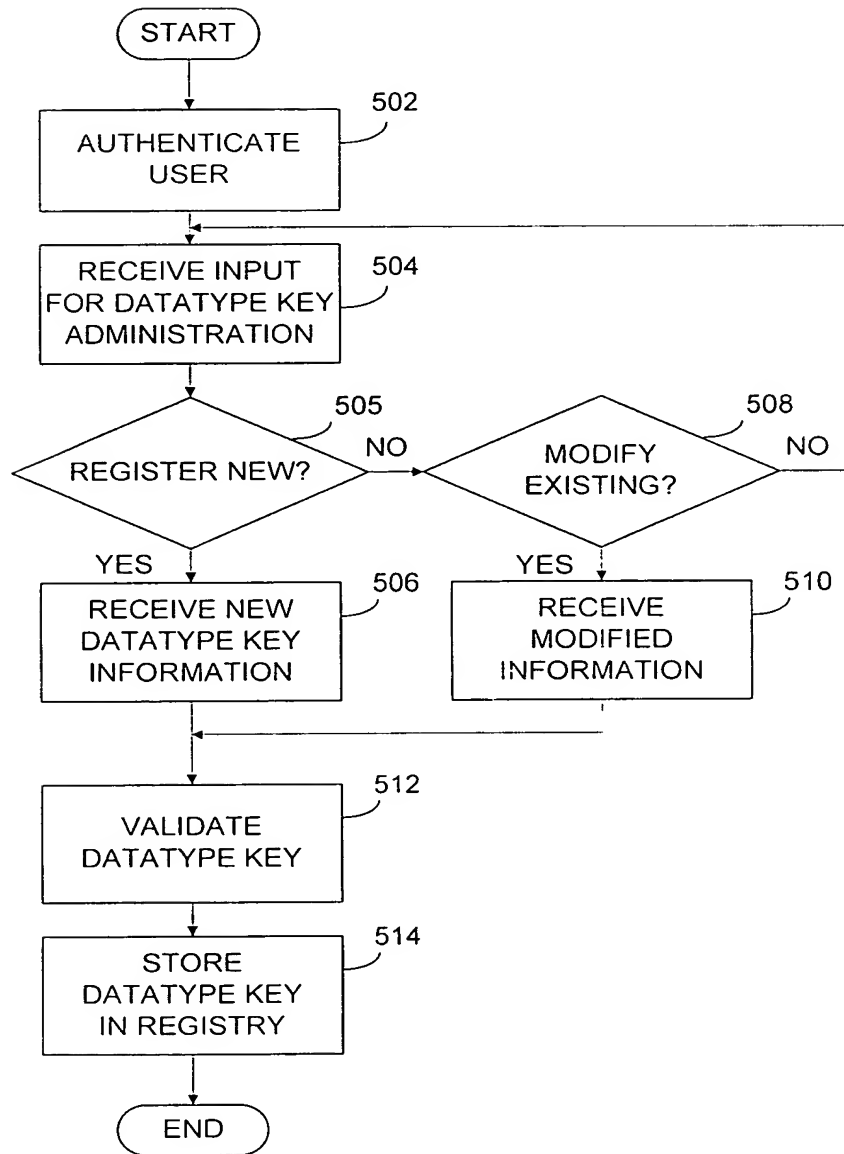 START
502
AUTHENTICATE
USER
RECEIVE INPUT
FOR DATATYPE KEY
ADMINISTRATION
504
505
REGISTER NEW?
NO
508
MODIFY
EXISTING?
NO
YES
RECEIVE NEW
DATATYPE KEY
INFORMATION
506
YES
RECEIVE
MODIFIED
INFORMATION
510
512
VALIDATE
DATATYPE KEY
514
STORE
DATATYPE KEY
IN REGISTRY
END